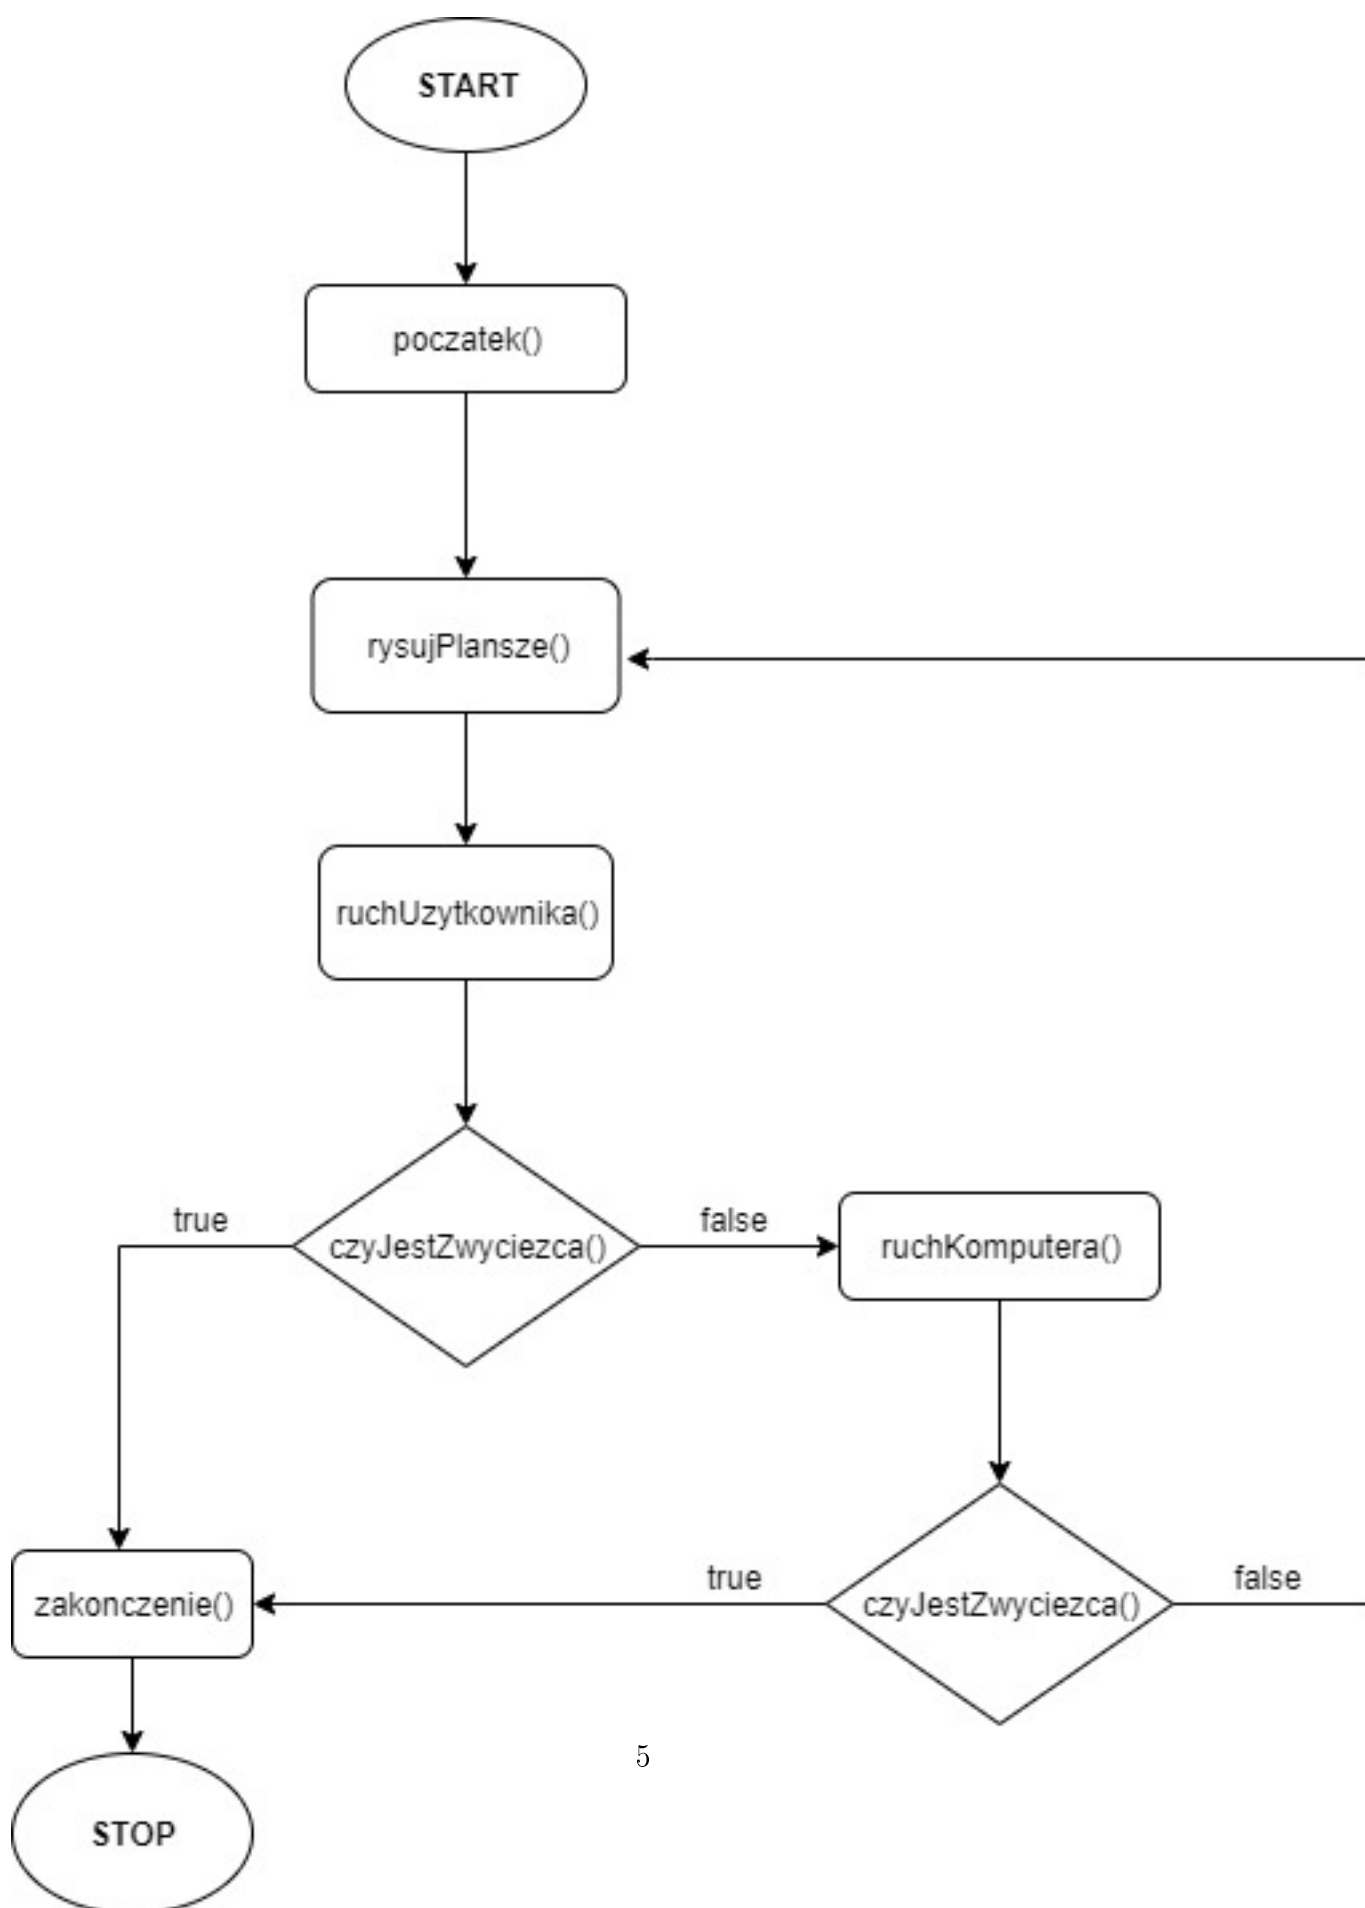 START
poczatek()
rysujPlansze()
ruchUzytkownika()
true
false
czyJestZwyciezca()
ruchKomputera()
true
false
zakonczenie()
czyJestZwyciezca()
5
STOP